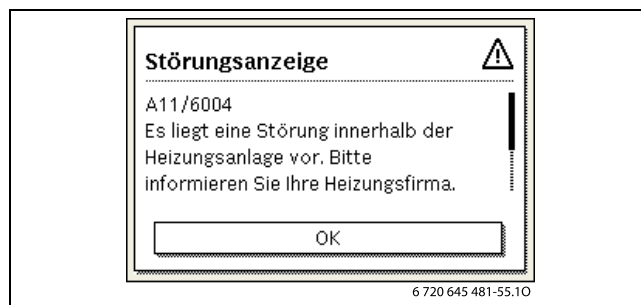 Störungsanzeige
A11/6004
Es liegt eine Störung innerhalb der
Heizungsanlage vor. Bitte
informieren Sie Ihre Heizungsfirma.
OK
6 720 645 481-55.1O